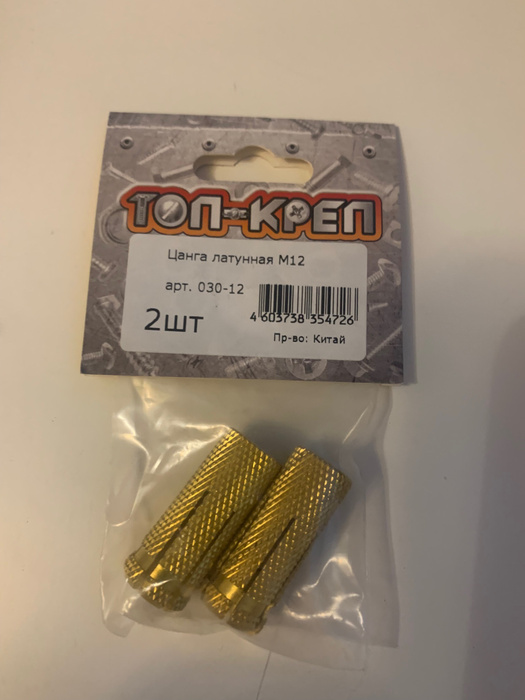 ТОП-КРЕП
Цанга латунная М12
арт. 030-12
2шт
4 603738 354726
Пр-во: Китай